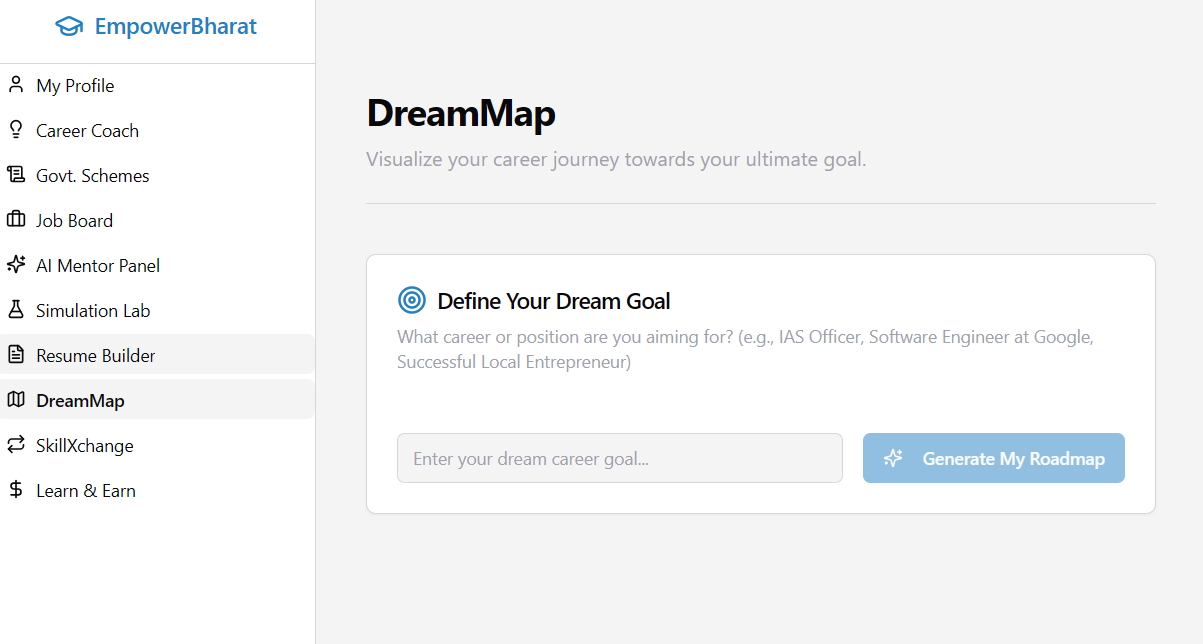 EmpowerBharat
My Profile
Career Coach
Govt. Schemes
Job Board
AI Mentor Panel
Simulation Lab
Resume Builder
DreamMap
SkillXchange
Learn & Earn
DreamMap
Visualize your career journey towards your ultimate goal.
Define Your Dream Goal
What career or position are you aiming for? (e.g., IAS Officer, Software Engineer at Google,
Successful Local Entrepreneur)
Enter your dream career goal...
Generate My Roadmap